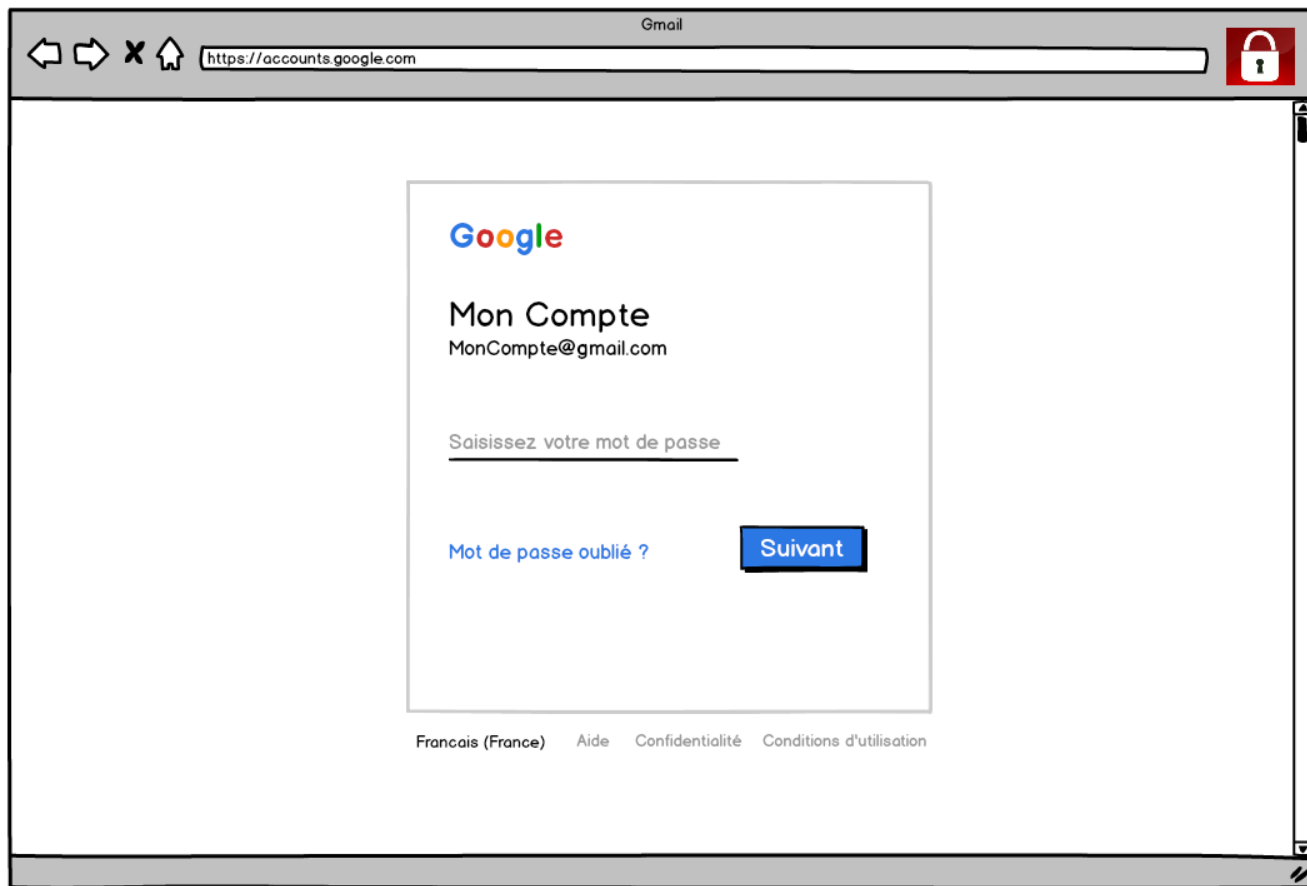 Gmail
https://accounts.google.com
Google
Mon Compte
MonCompte@gmail.com
Saisissez votre mot de passe
Mot de passe oublié ? Suivant
Francais (France) Aide Confidentialité Conditions d'utilisation